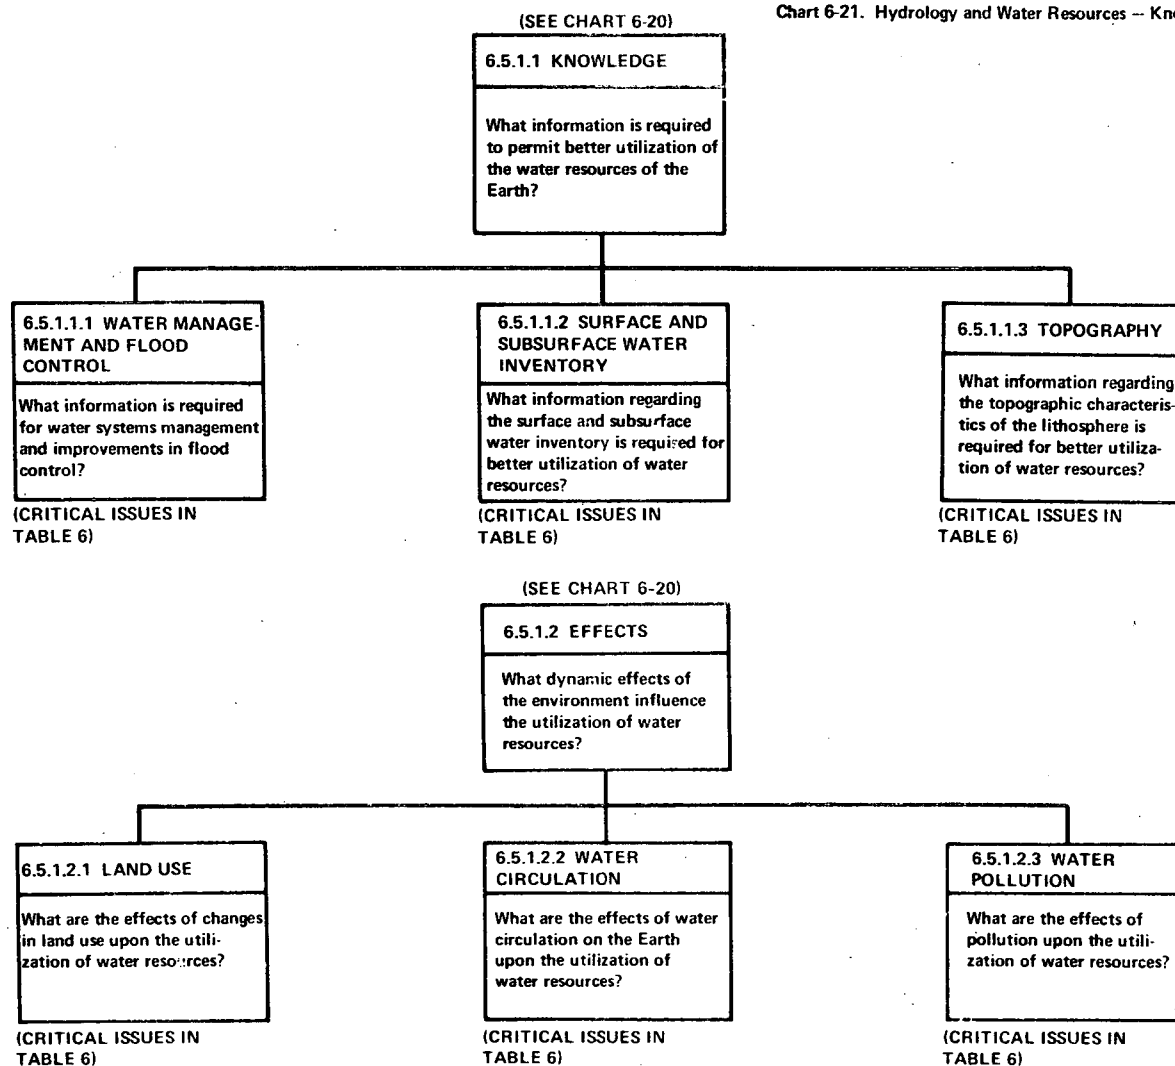 Chart 6-21. Hydrology and Water Resources -- Kno
(SEE CHART 6-20)
6.5.1.1 KNOWLEDGE
What information is required
to permit better utilization of
the water resources of the
Earth?
6.5.1.1.1 WATER MANAGE-
MENT AND FLOOD
CONTROL
What information is required
for water systems management
and improvements in flood
control?
(CRITICAL ISSUES IN
TABLE 6)
6.5.1.1.2 SURFACE AND
SUBSURFACE WATER
INVENTORY
What information regarding
the surface and subsurface
water inventory is required for
better utilization of water
resources?
(CRITICAL ISSUES IN
TABLE 6)
6.5.1.1.3 TOPOGRAPHY
What information regarding
the topographic characteris-
tics of the lithosphere is
required for better utiliza-
tion of water resources?
(CRITICAL ISSUES IN
TABLE 6)
(SEE CHART 6-20)
6.5.1.2 EFFECTS
What dynamic effects of
the environment influence
the utilization of water
resources?
6.5.1.2.1 LAND USE
What are the effects of changes
in land use upon the utili-
zation of water resources?
(CRITICAL ISSUES IN
TABLE 6)
6.5.1.2.2 WATER
CIRCULATION
What are the effects of water
circulation on the Earth
upon the utilization of
water resources?
(CRITICAL ISSUES IN
TABLE 6)
6.5.1.2.3 WATER
POLLUTION
What are the effects of
pollution upon the utili-
zation of water resources?
(CRITICAL ISSUES IN
TABLE 6)